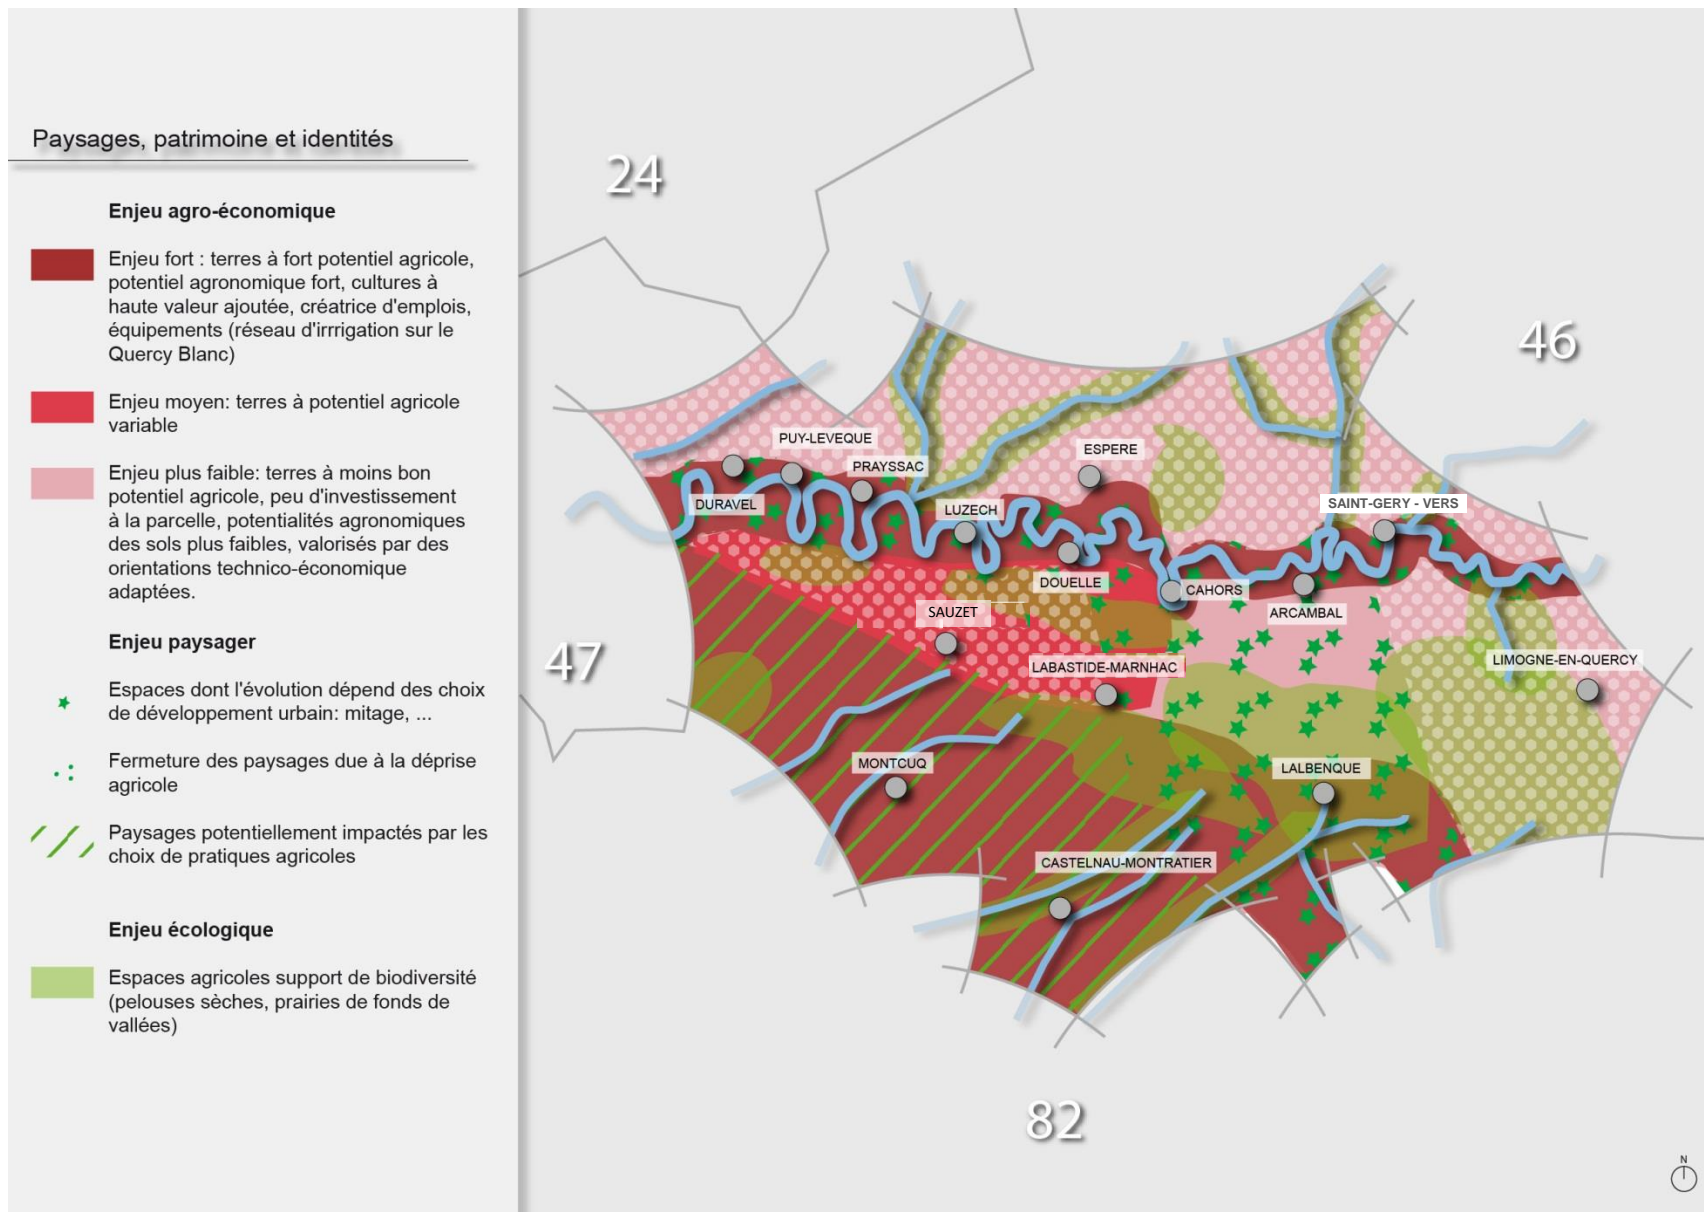 Paysages, patrimoine et identités
Enjeu agro-économique
Enjeu fort : terres à fort potentiel agricole,
potentiel agronomique fort, cultures à
haute valeur ajoutée, créatrice d'emplois,
équipements (réseau d'irrrigation sur le
Quercy Blanc)
Enjeu moyen: terres à potentiel agricole
variable
Enjeu plus faible: terres à moins bon
potentiel agricole, peu d'investissement
à la parcelle, potentialités agronomiques
des sols plus faibles, valorisés par des
orientations technico-économique
adaptées.
Enjeu paysager
Espaces dont l'évolution dépend des choix
de développement urbain: mitage, ...
Fermeture des paysages due à la déprise
agricole
Paysages potentiellement impactés par les
choix de pratiques agricoles
Enjeu écologique
Espaces agricoles support de biodiversité
(pelouses sèches, prairies de fonds de
vallées)
24
46
47
82
PUY-LEVEQUE
PRAYSSAC
ESPERE
DURAVEL
LUZECH
SAINT-GERY - VERS
DOUELLE
CAHORS
ARCAMBAL
SAUZET
LABASTIDE-MARNHAC
LIMOGNE-EN-QUERCY
MONTCUQ
LALBENQUE
CASTELNAU-MONTRATIER
N